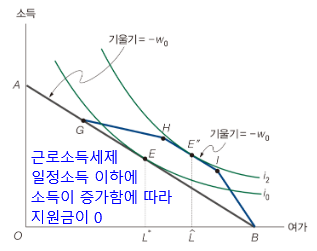 소득
기울기 = -w₀
A
G
H
E″
기울기 = -w₀
근로소득세제
일정소득 이하에
소득이 증가함에 따라
지원금이 0
E
I
i₂
i₀
O
L*
L̂
B
여가